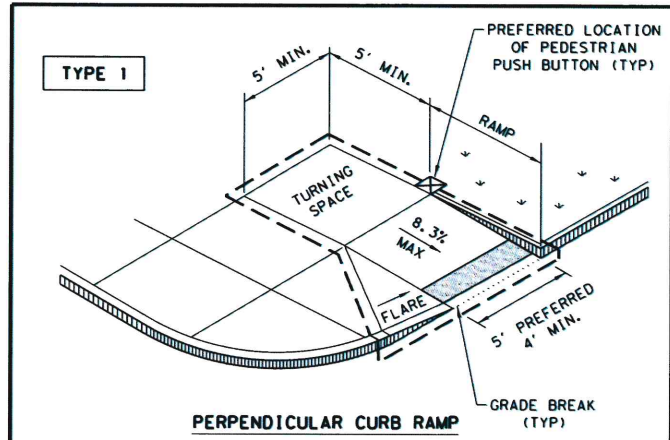 TYPE 1
5' MIN.
5' MIN.
PREFERRED LOCATION
OF PEDESTRIAN
PUSH BUTTON (TYP)
RAMP
TURNING
SPACE
8.3%
MAX
FLARE
5' PREFERRED
4' MIN.
GRADE BREAK
(TYP)
PERPENDICULAR CURB RAMP